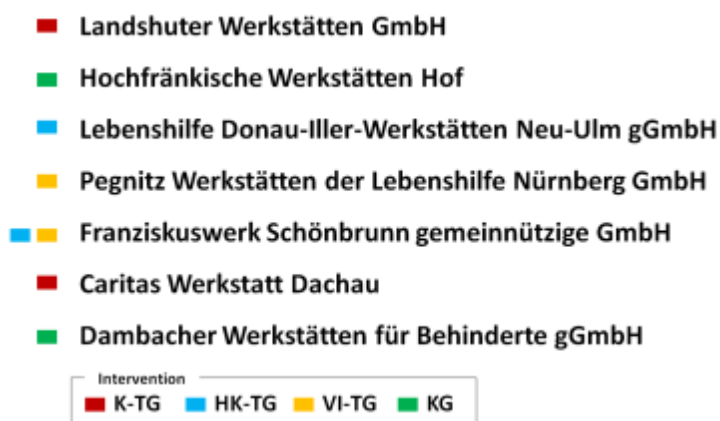 Landshuter Werkstätten GmbH
Hochfränkische Werkstätten Hof
Lebenshilfe Donau-Iller-Werkstätten Neu-Ulm gGmbH
Pegnitz Werkstätten der Lebenshilfe Nürnberg GmbH
Franziskuswerk Schönbrunn gemeinnützige GmbH
Caritas Werkstatt Dachau
Dambacher Werkstätten für Behinderte gGmbH
Intervention
K-TG HK-TG VI-TG KG